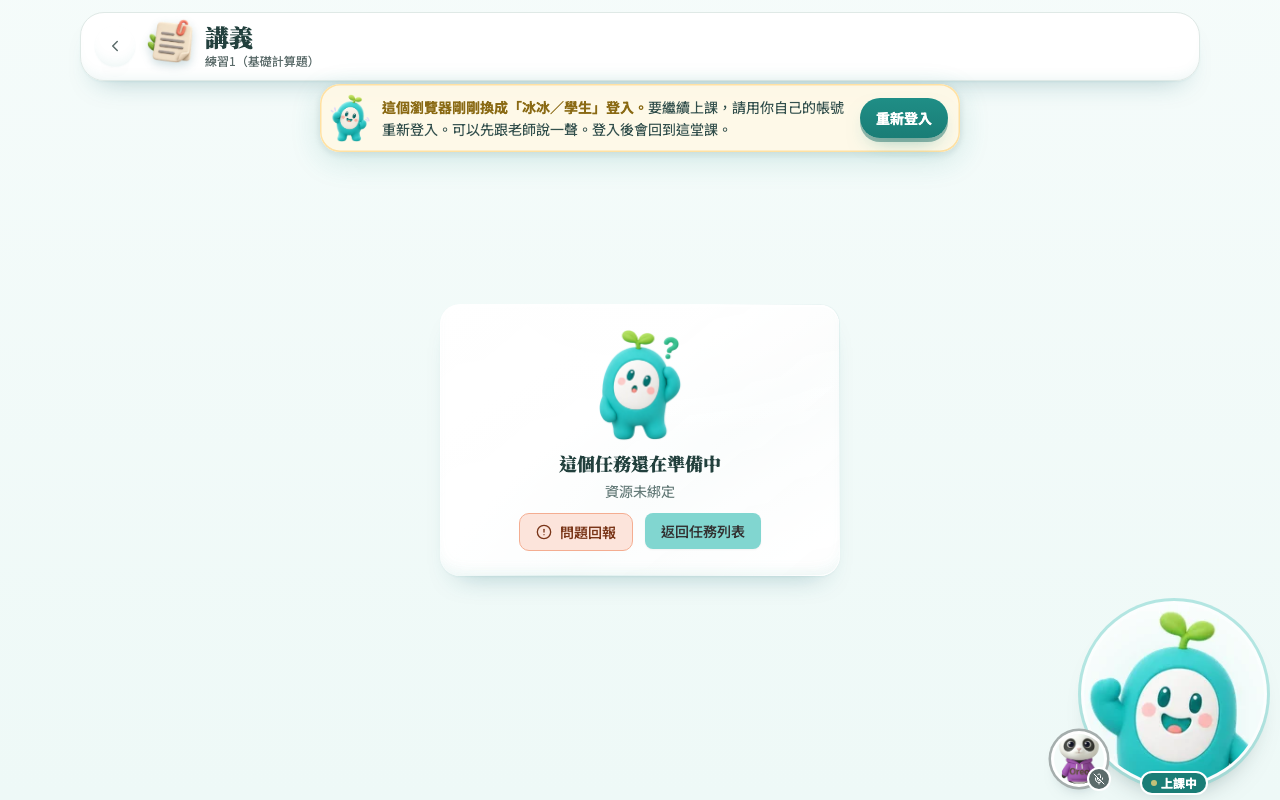 講義
練習1（基礎計算題）
這個瀏覽器剛剛換成「冰冰／學生」登入。要繼續上課，請用你自己的帳號
重新登入。可以先跟老師說一聲。登入後會回到這堂課。
重新登入
?
這個任務還在準備中
資源未綁定
問題回報
返回任務列表
上課中